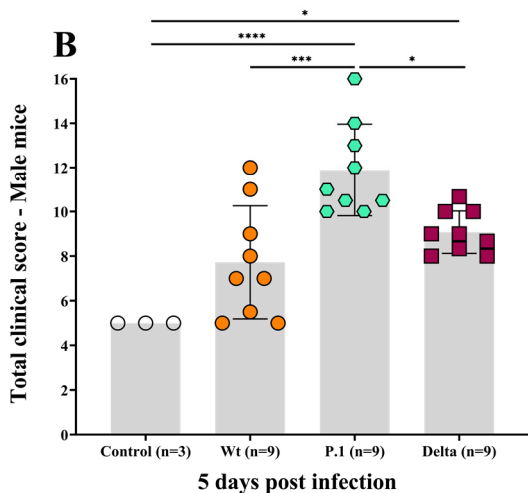 B
*
****
***
*
Total clinical score - Male mice
16
14
12
10
8
6
4
2
0
Control (n=3)
Wt (n=9)
P.1 (n=9)
Delta (n=9)
5 days post infection